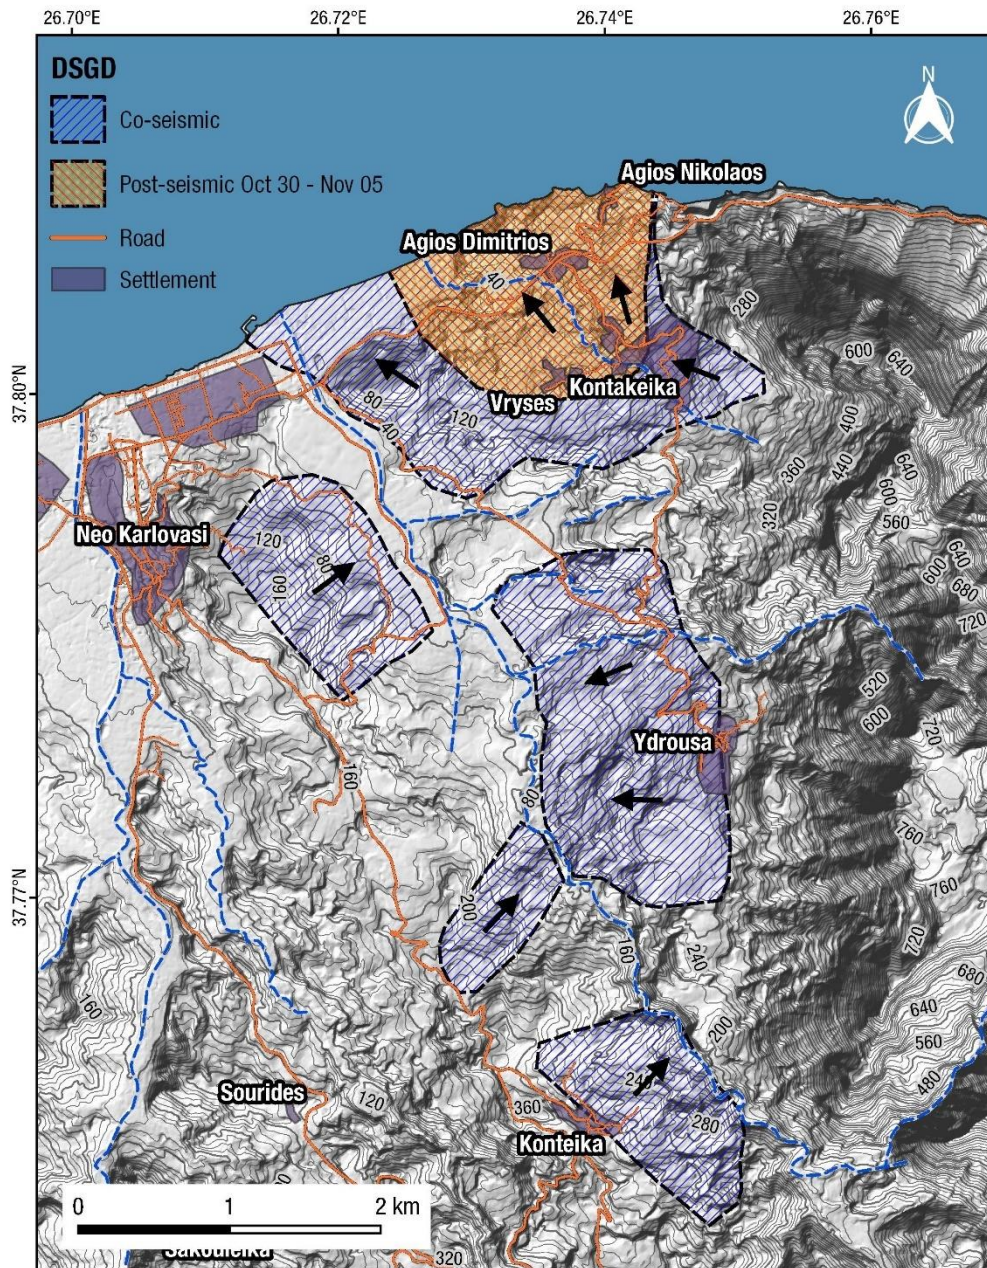 26.70°E
26.72°E
26.74°E
26.76°E
DSGD
Co-seismic
Post-seismic Oct 30 - Nov 05
Road
Settlement
N
Agios Nikolaos
Agios Dimitrios
40
280
600
640
37.80°N
Kontakeika
Vryses
80
120
40
400
360
440
640
320
600
560
Neo Karlovasi
120
80
160
640
600
680
720
520
600
720
Ydrousa
160
80
760
37.77°N
760
200
720
160
240
680
200
640
560
480
160
Sourides
120
240
360
280
Konteika
0 1 2 km
Sakouleika
320